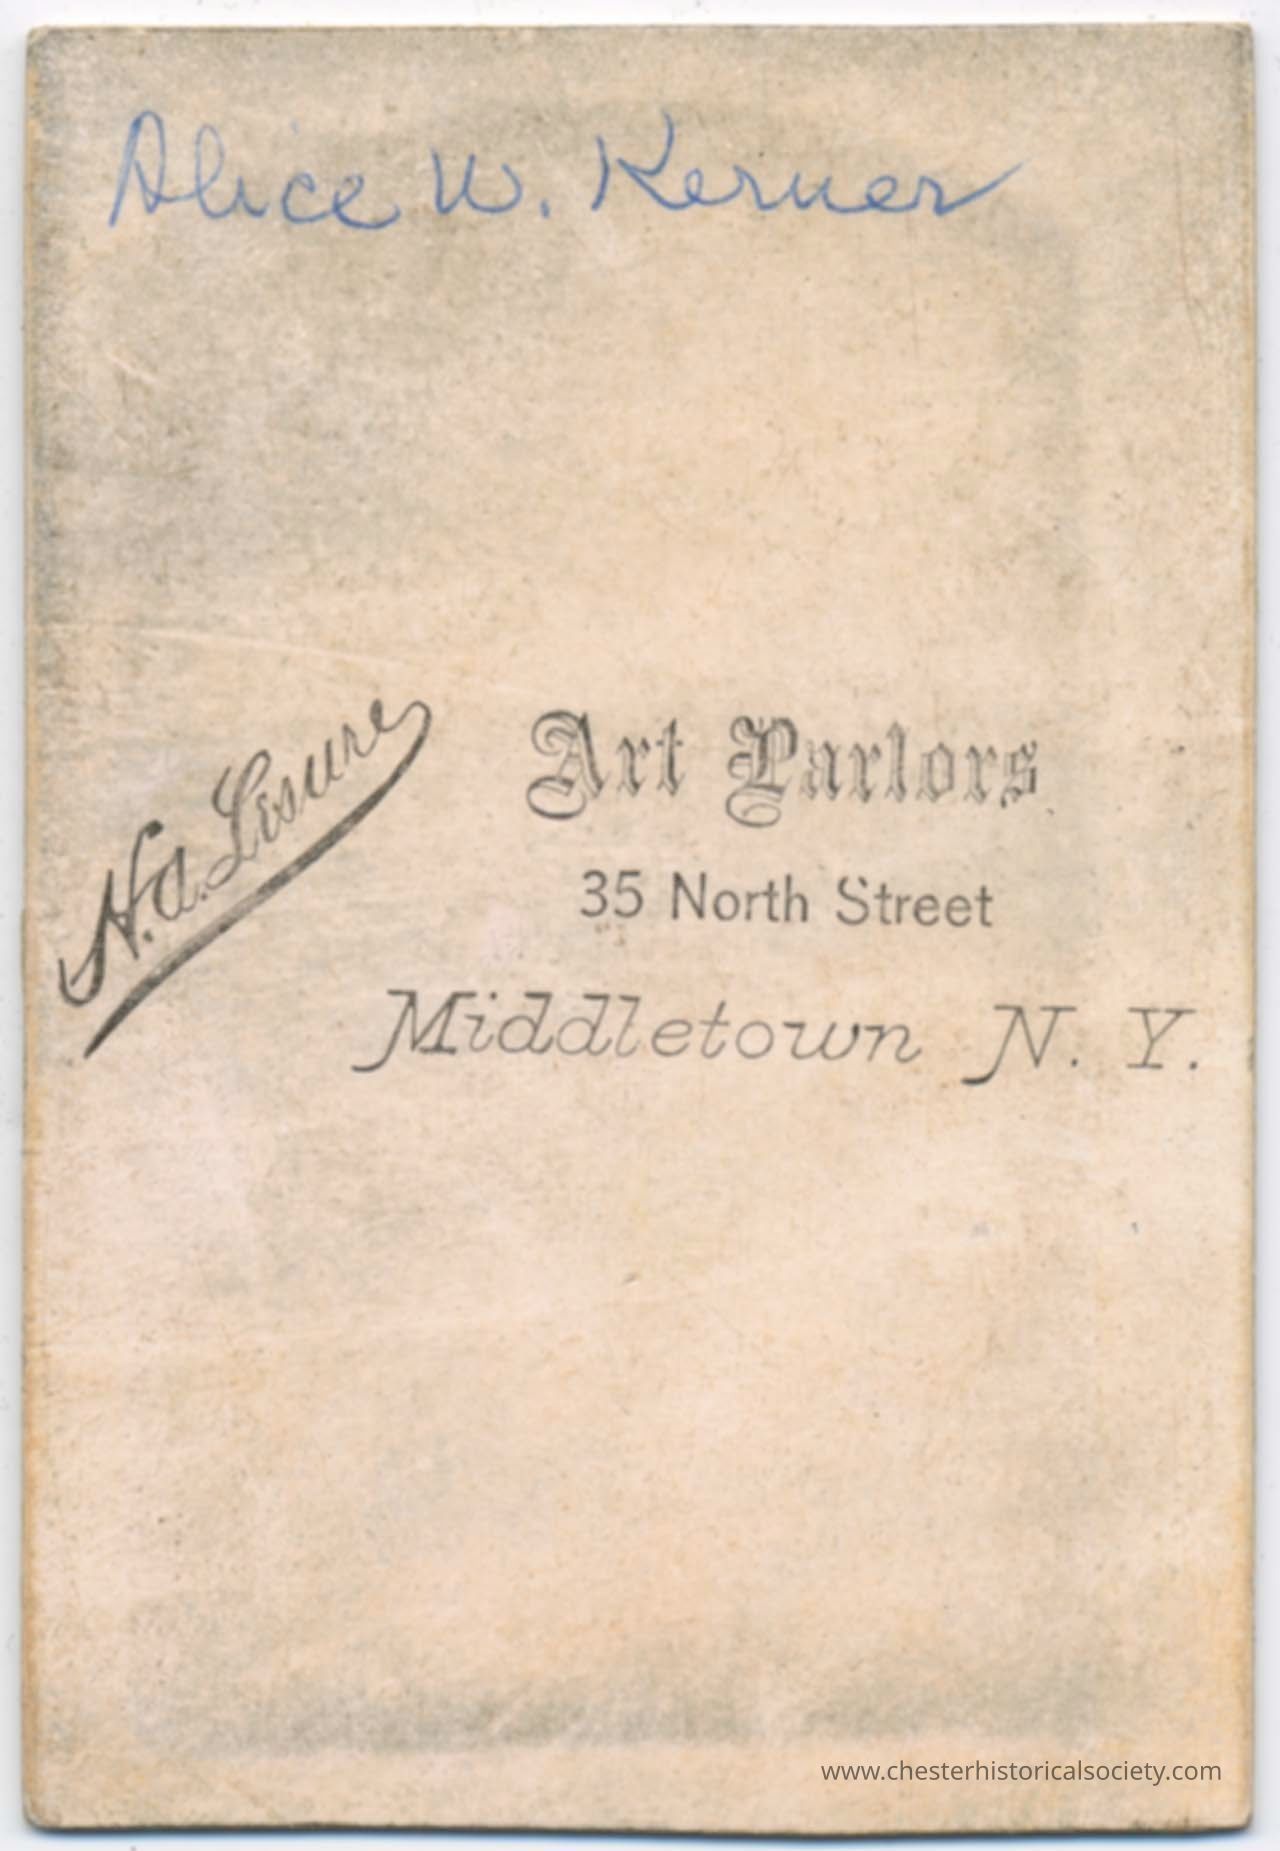 Alice W. Kerner
H.A. Lisure
Art Parlors
35 North Street
Middletown N. Y.
www.chesterhistoricalsociety.com